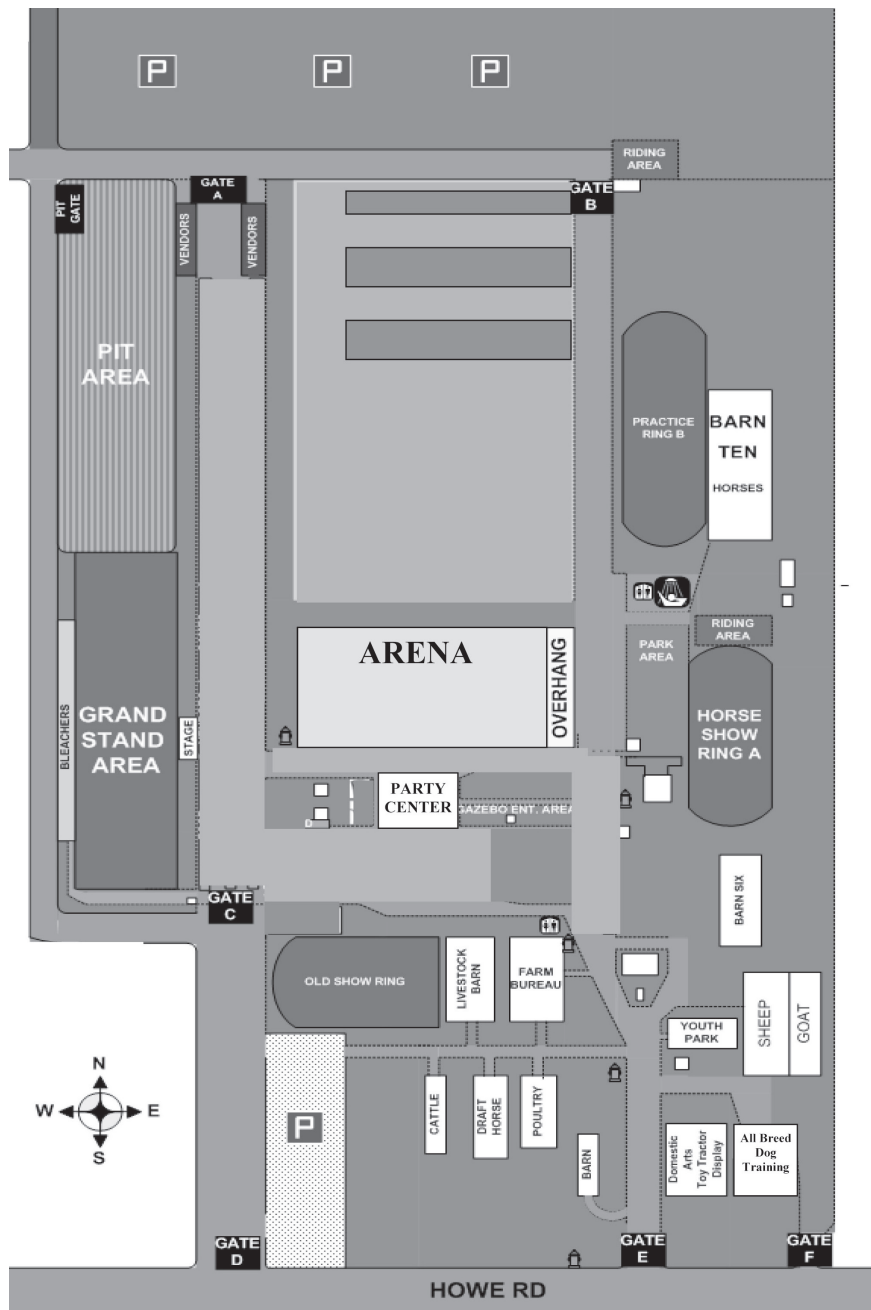 P
P
P
RIDING
AREA
GATE
A
GATE
B
PIT
GATE
VENDORS
VENDORS
PIT
AREA
PRACTICE
RING B
BARN
TEN
HORSES
RIDING
AREA
PARK
AREA
ARENA
OVERHANG
GRAND
STAND
AREA
BLEACHERS
STAGE
HORSE
SHOW
RING A
PARTY
CENTER
GAZEBO ENT. AREA
D
BARN SIX
GATE
C
OLD SHOW RING
LIVESTOCK
BARN
FARM
BUREAU
SHEEP
GOAT
YOUTH
PARK
N
W
E
S
P
CATTLE
DRAFT
HORSE
POULTRY
BARN
Domestic
Arts
Toy Tractor
Display
All Breed
Dog
Training
GATE
D
GATE
E
GATE
F
HOWE RD